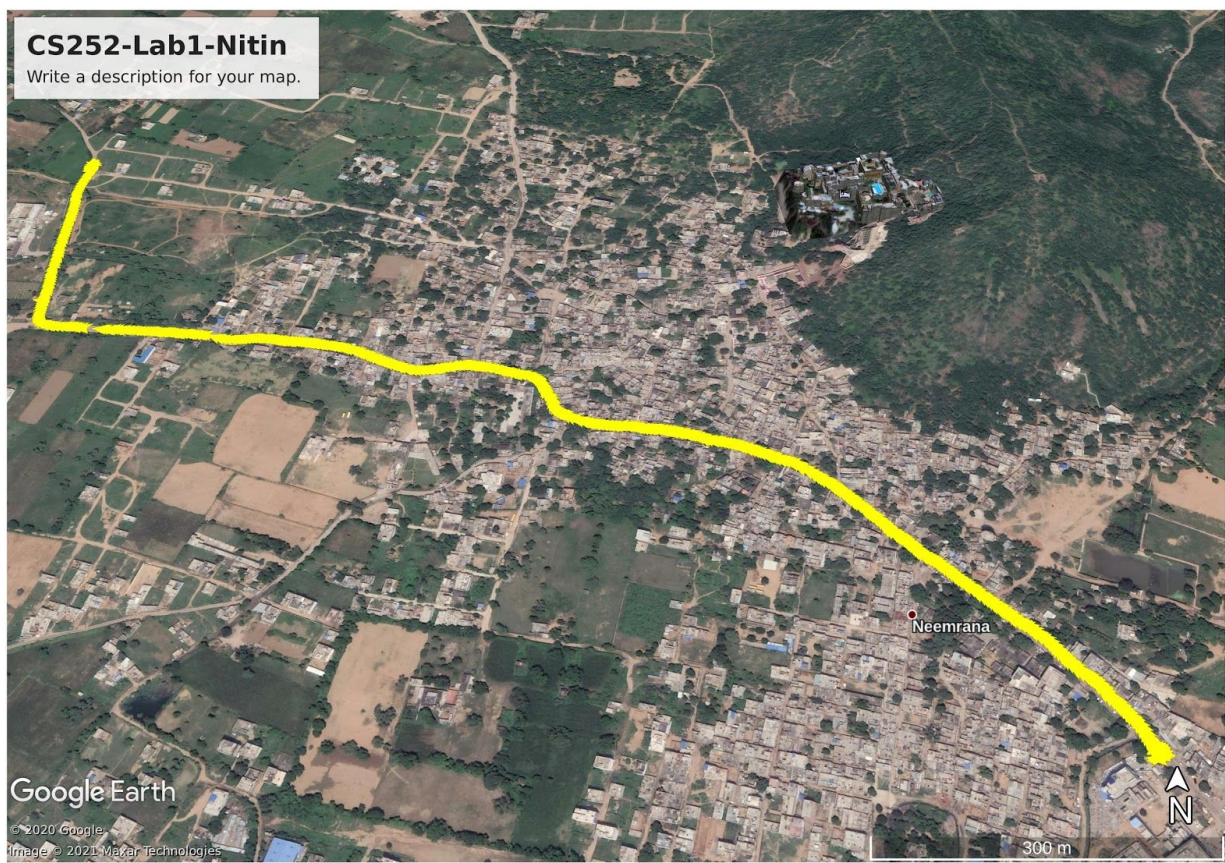 CS252-Lab1-Nitin
Write a description for your map.
Neemrana
Google Earth
N
© 2020 Google
Image © 2021 Maxar Technologies
300 m